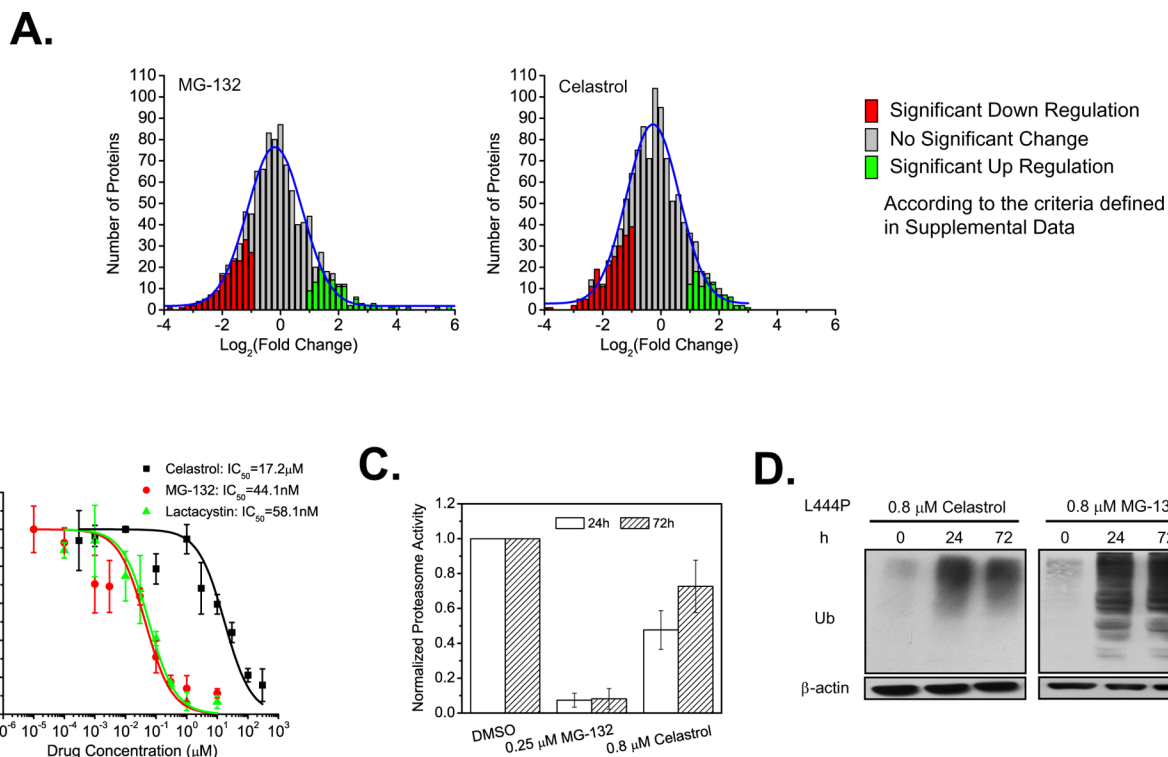 A.
MG-132
110
100
90
80
70
60
50
40
30
20
10
0
Number of Proteins
-4 -2 0 2 4 6
Log2(Fold Change)
Celastrol
110
100
90
80
70
60
50
40
30
20
10
0
Number of Proteins
-4 -2 0 2 4 6
Log2(Fold Change)
Significant Down Regulation
No Significant Change
Significant Up Regulation
According to the criteria defined
in Supplemental Data
Celastrol: IC50=17.2μM
MG-132: IC50=44.1nM
Lactacystin: IC50=58.1nM
10-5 10-4 10-3 10-2 10-1 100 101 102 103
Drug Concentration (μM)
C.
1.2
1.0
0.8
0.6
0.4
0.2
0.0
Normalized Proteasome Activity
24h 72h
DMSO
0.25 μM MG-132
0.8 μM Celastrol
D.
L444P 0.8 μM Celastrol
h 0 24 72 0 24
Ub
β-actin